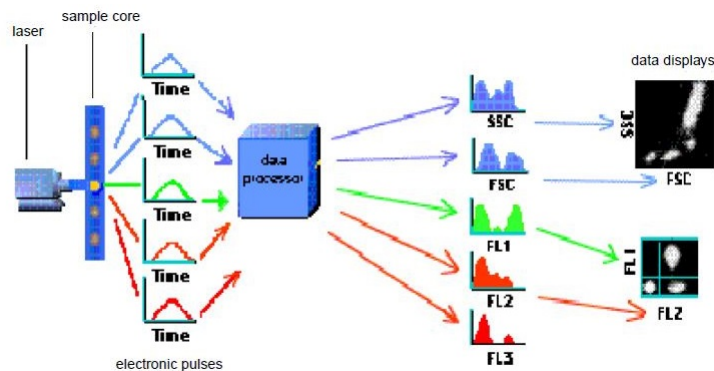 sample core
laser
data displays
Time
Time
Time
Time
Time
data
processor
SSC
FSC
FL1
FL2
FL3
SSC
FSC
FL1
FL2
electronic pulses